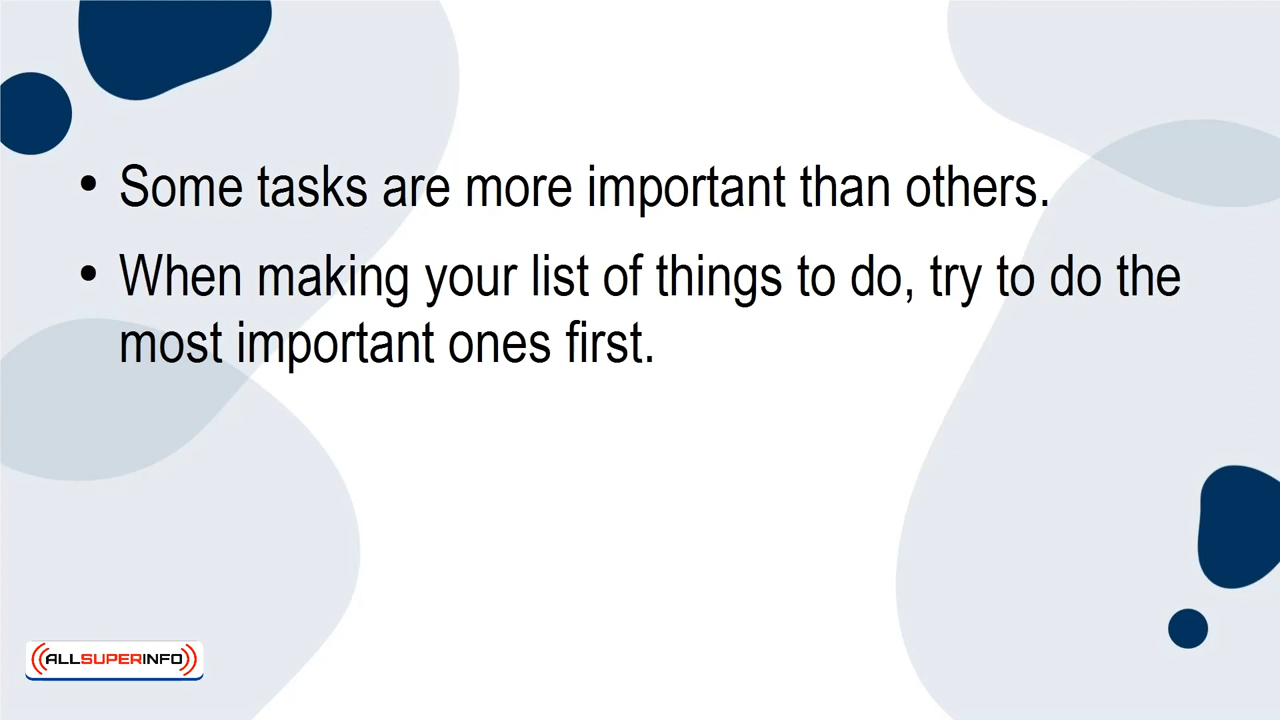 • Some tasks are more important than others.
• When making your list of things to do, try to do the
most important ones first.
ALLSUPERINFO